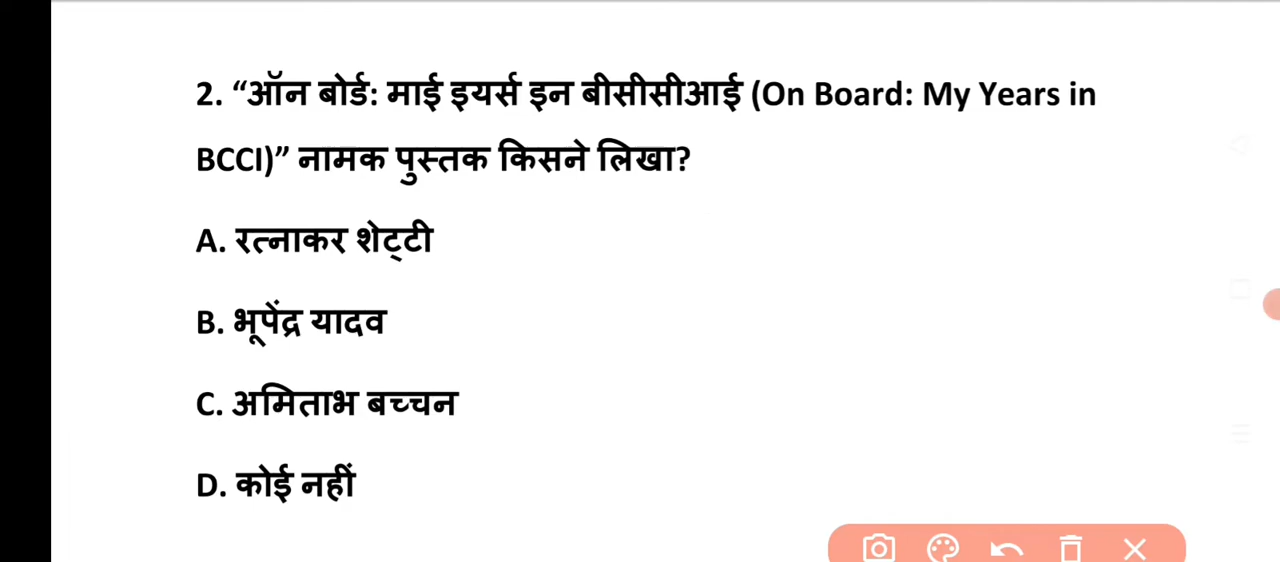 2. “ऑन बोर्ड: माई इयर्स इन बीसीसीआई (On Board: My Years in
BCCI)” नामक पुस्तक किसने लिखा?
A. रत्नाकर शेट्टी
B. भूपेंद्र यादव
C. अमिताभ बच्चन
D. कोई नहीं